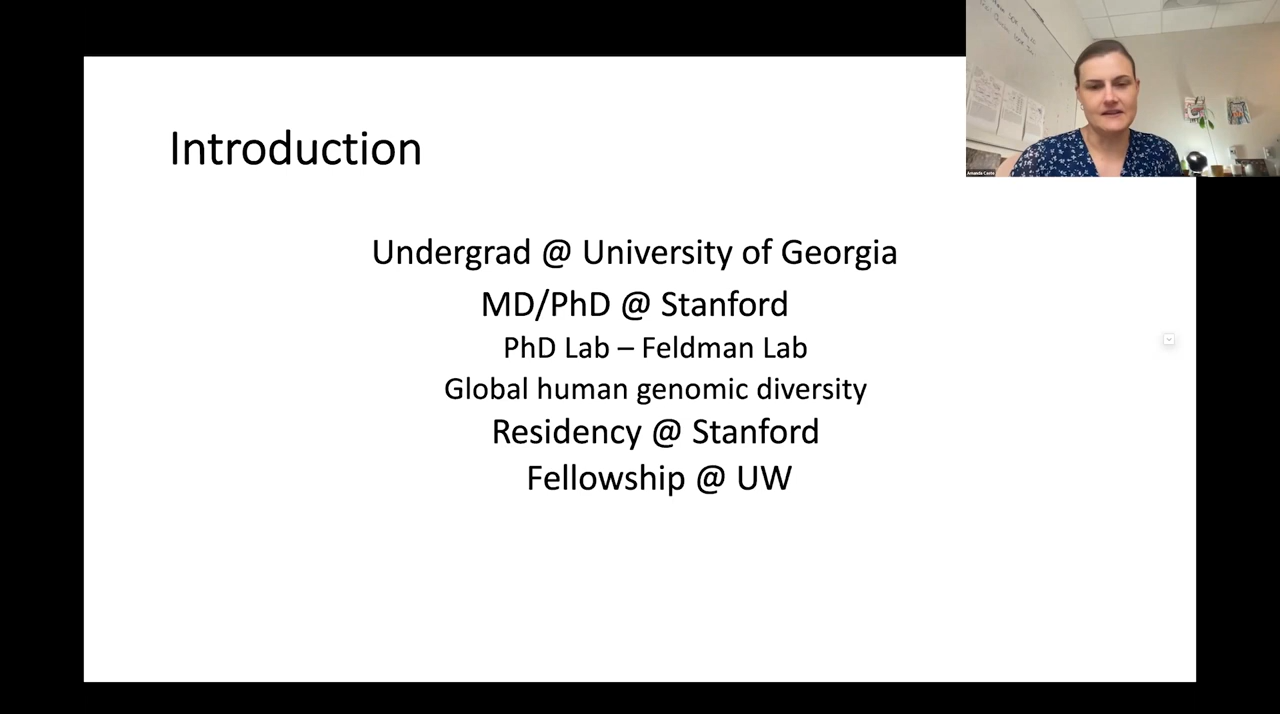 Introduction
Undergrad @ University of Georgia
MD/PhD @ Stanford
PhD Lab – Feldman Lab
Global human genomic diversity
Residency @ Stanford
Fellowship @ UW